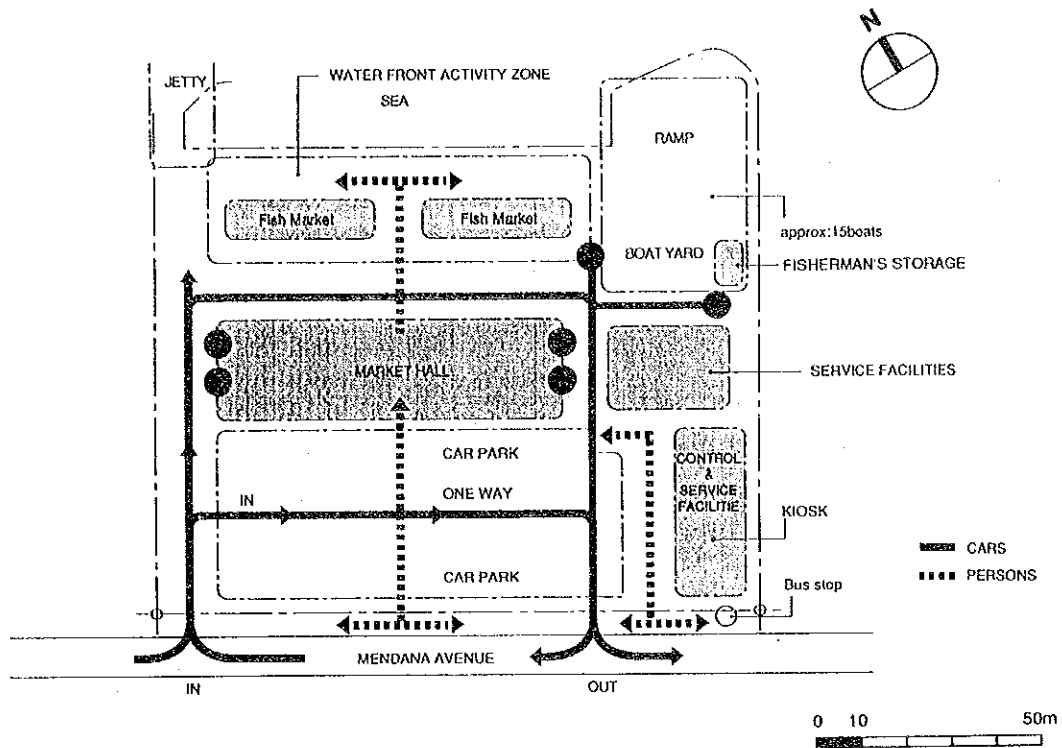 N
JETTY
WATER FRONT ACTIVITY ZONE
SEA
RAMP
Fish Market
Fish Market
approx:15boats
BOAT YARD
FISHERMAN'S STORAGE
MARKET HALL
SERVICE FACILITIES
CAR PARK
CONTROL
&
SERVICE
FACILITIE
IN
ONE WAY
KIOSK
CARS
CAR PARK
PERSONS
Bus stop
MENDANA AVENUE
IN
OUT
0 10 50m